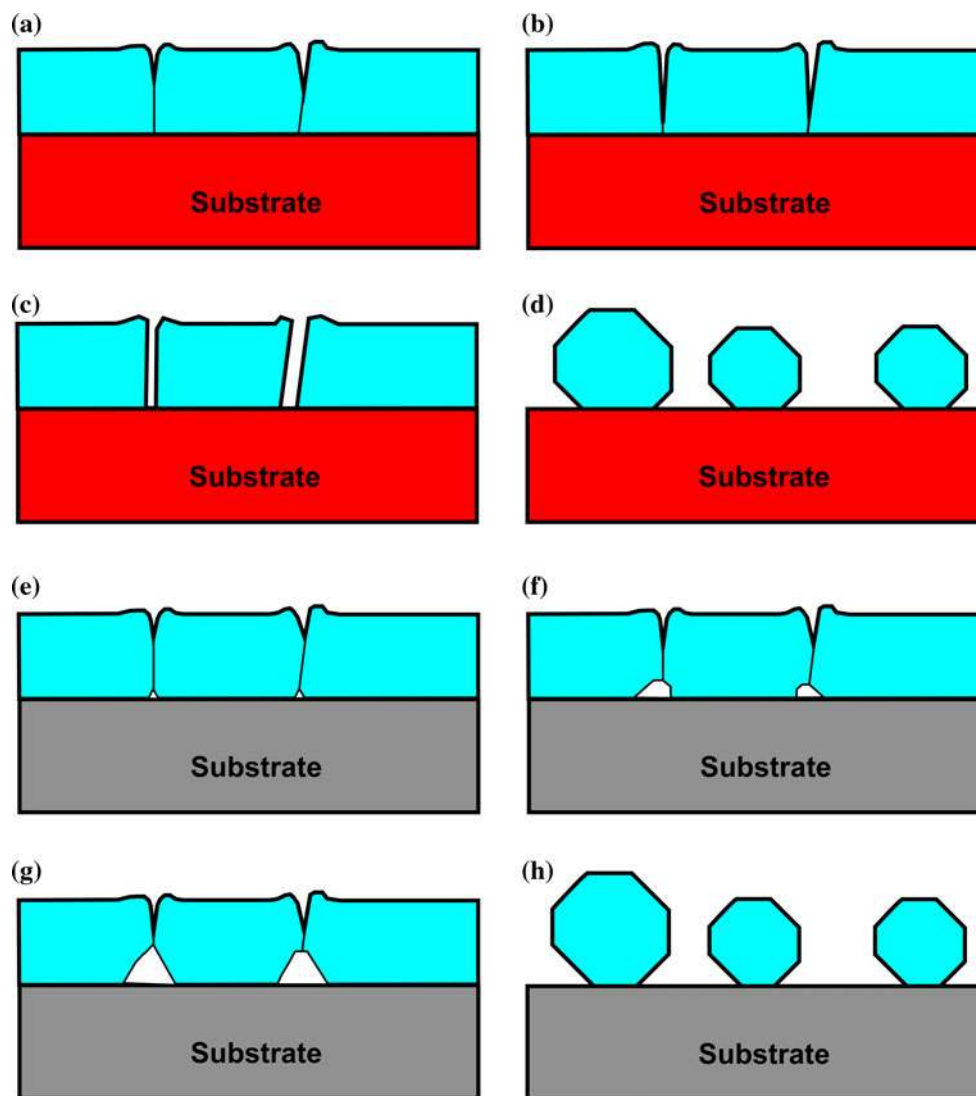 (a)
(b)
Substrate
Substrate
(c)
(d)
Substrate
Substrate
(e)
(f)
Substrate
Substrate
(g)
(h)
Substrate
Substrate